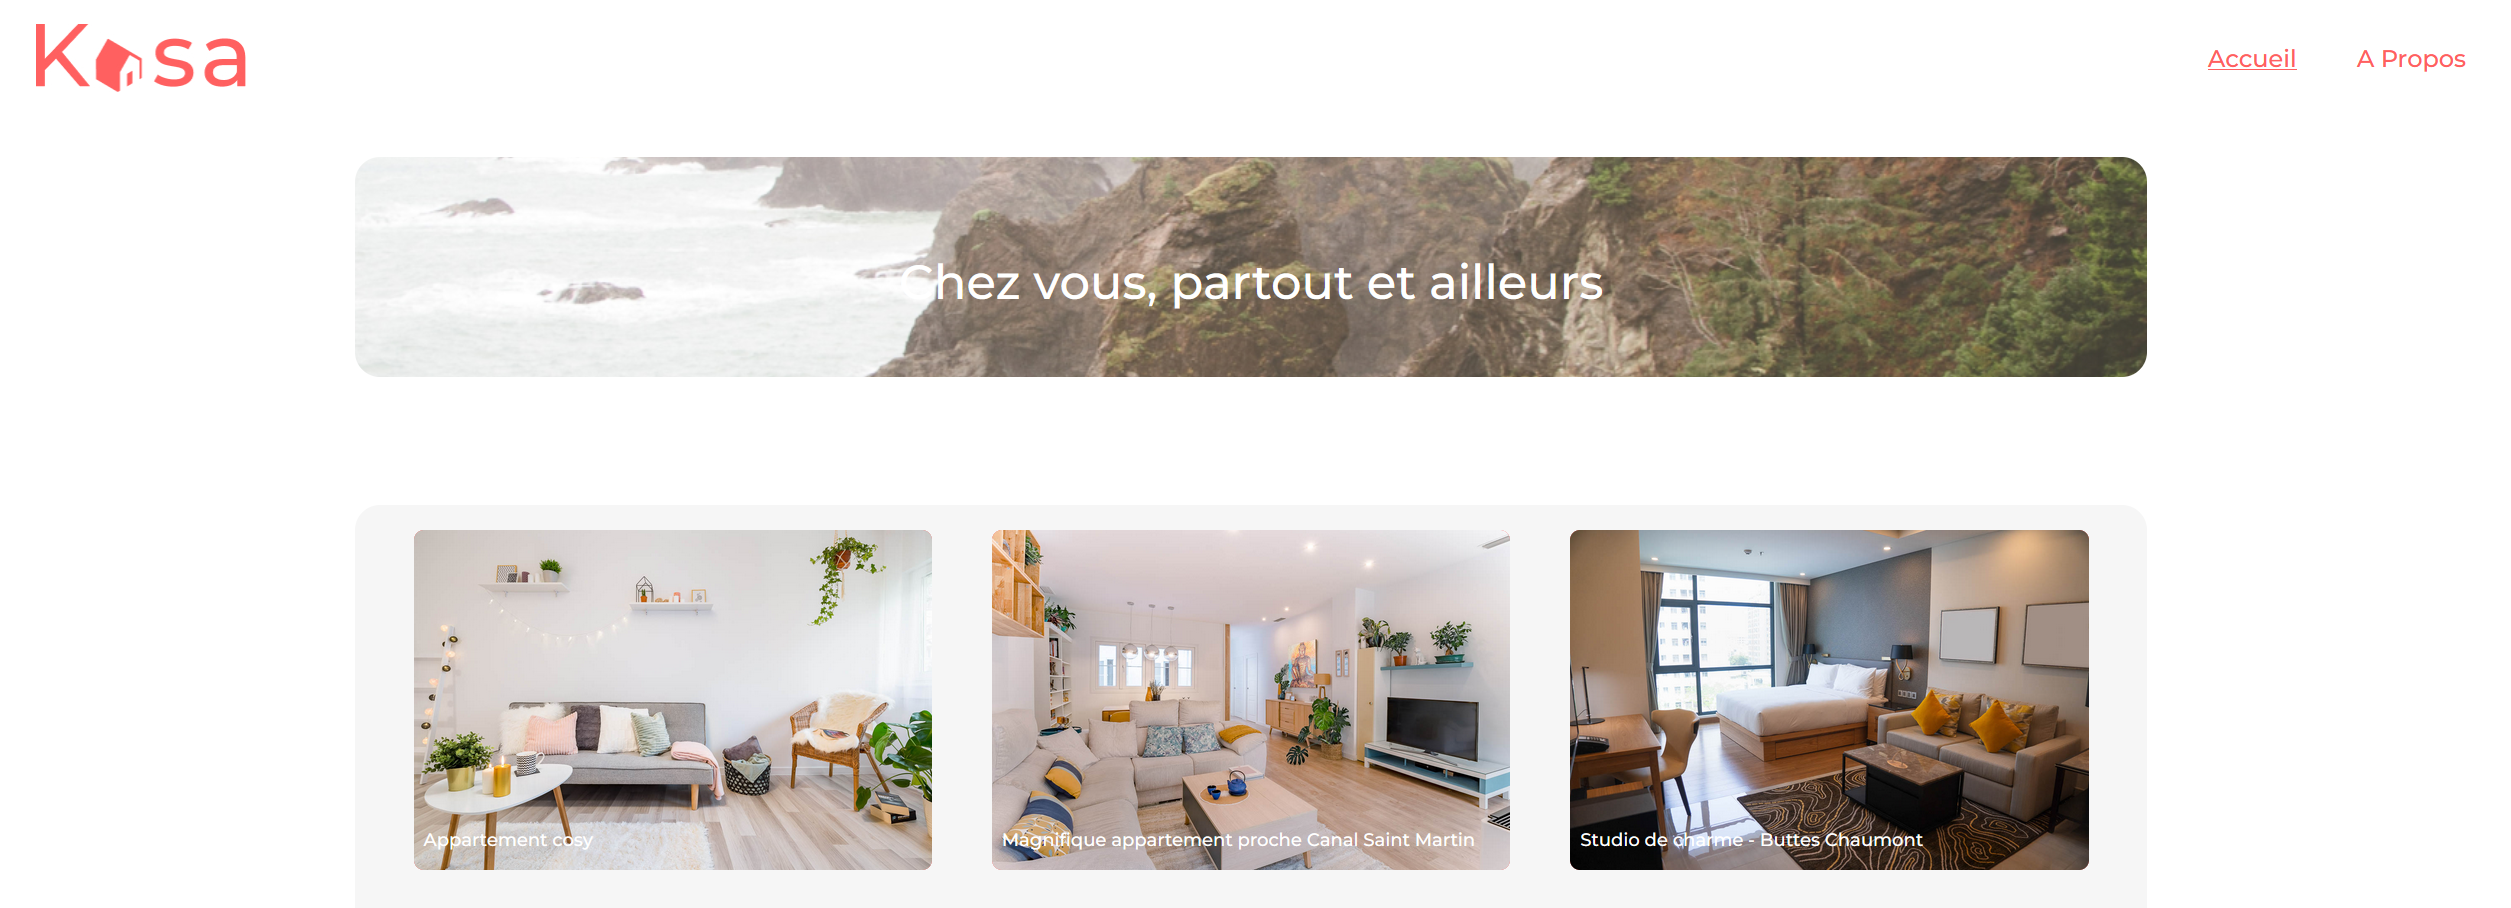 Kasa
Accueil
A Propos
Chez vous, partout et ailleurs
Appartement cosy
Magnifique appartement proche Canal Saint Martin
Studio de charme - Buttes Chaumont